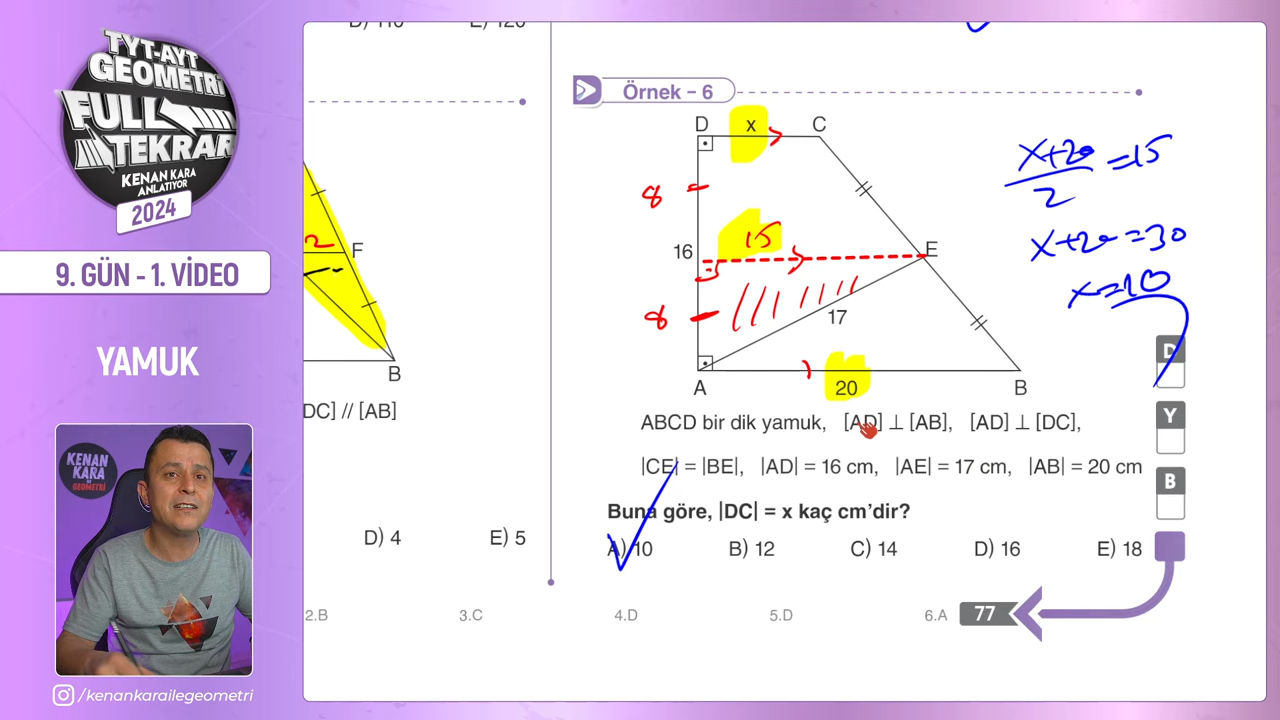 TYT-AYT
GEOMETRİ
FULL
TEKRAR
KENAN KARA
ANLATIYOR
2024
9. GÜN - 1. VİDEO
YAMUK
KENAN
KARA
İLE
GEOMETRİ
/kenankarailegeometri
D) 110 E) 120
2
F
B
DC] // [AB]
D) 4 E) 5
2.B 3.C 4.D 5.D 6.A 77
Örnek – 6
D x C
8
15
16 E
8
17
A 20 B
x+20
2
=15
x+20=30
x=10
ABCD bir dik yamuk, [AD] ⊥ [AB], [AD] ⊥ [DC],
|CE| = |BE|, |AD| = 16 cm, |AE| = 17 cm, |AB| = 20 cm
Buna göre, |DC| = x kaç cm'dir?
A) 10 B) 12 C) 14 D) 16 E) 18
D
Y
B